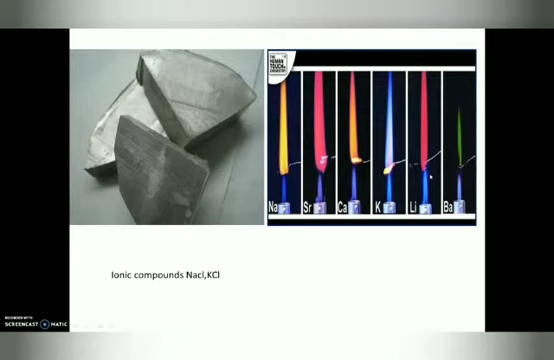 THE
HUMAN
TOUCH OF
CHEMISTRY
Na
Sr
Ca
K
Li
Ba
Ionic compounds Nacl,KCl
RECORDED WITH
SCREENCAST MATIC